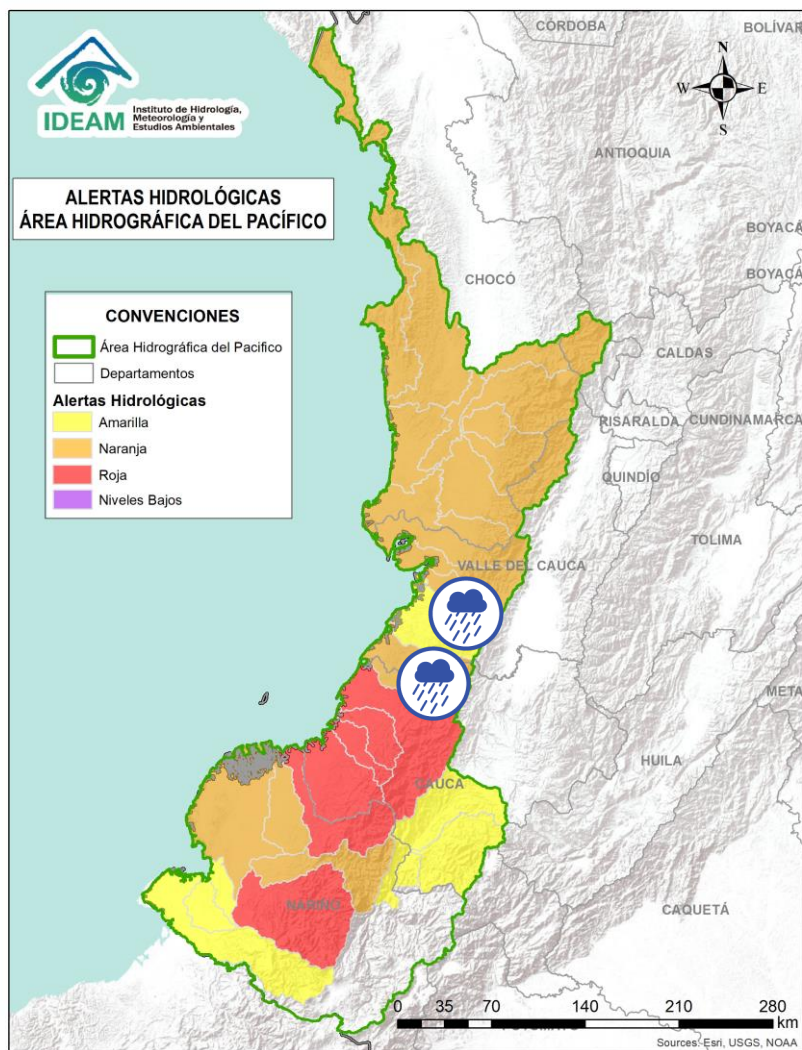 CÓRDOBA
BOLÍVAR
IDEAM
Instituto de Hidrología,
Meteorología y
Estudios Ambientales
N
W
E
S
ANTIOQUIA
ALERTAS HIDROLÓGICAS
ÁREA HIDROGRÁFICA DEL PACÍFICO
BOYACÁ
BOYACÁ
CHOCÓ
CONVENCIONES
Área Hidrográfica del Pacifico
Departamentos
Alertas Hidrológicas
Amarilla
Naranja
Roja
Niveles Bajos
CALDAS
RISARALDA
CUNDINAMARCA
QUINDÍO
TOLIMA
VALLE DEL CAUCA
META
HUILA
CAUCA
NARIÑO
CAQUETÁ
0 35 70 140 210 280
km
Sources: Esri, USGS, NOAA